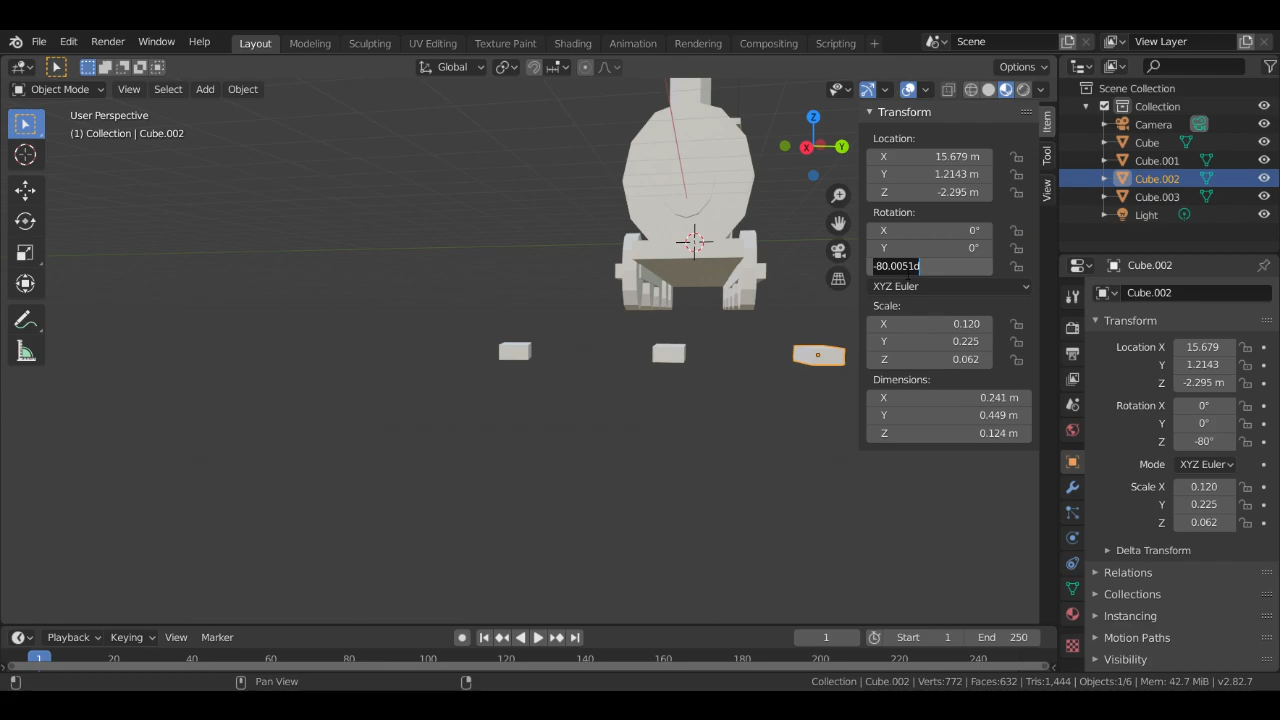 File Edit Render Window Help Layout Modeling Sculpting UV Editing Texture Paint Shading Animation Rendering Compositing Scripting + Scene View Layer
Global Options
Object Mode View Select Add Object
User Perspective
(1) Collection | Cube.002
Z
Y
X
Transform
Location:
X 15.679 m
Y 1.2143 m
Z -2.295 m
Rotation:
X 0°
Y 0°
-80.0051d
XYZ Euler
Scale:
X 0.120
Y 0.225
Z 0.062
Dimensions:
X 0.241 m
Y 0.449 m
Z 0.124 m
Item
Tool
View
Scene Collection
Collection
Camera
Cube
Cube.001
Cube.002
Cube.003
Light
Cube.002
Cube.002
Transform
Location X 15.679
Y 1.2143
Z -2.295 m
Rotation X 0°
Y 0°
Z -80°
Mode XYZ Euler
Scale X 0.120
Y 0.225
Z 0.062
Delta Transform
Relations
Collections
Instancing
Motion Paths
Visibility
Playback Keying View Marker 1 Start 1 End 250
1 20 40 60 80 100 120 140 160 180 200 220 240
Pan View
Collection | Cube.002 | Verts:772 | Faces:632 | Tris:1,444 | Objects:1/6 | Mem: 42.7 MiB | v2.82.7